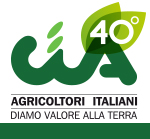 cia 40°
AGRICOLTORI ITALIANI
DIAMO VALORE ALLA TERRA